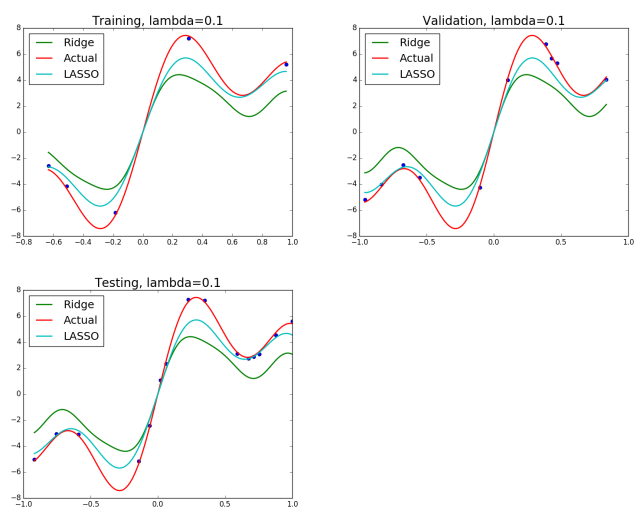 Training, lambda=0.1
8
6
4
2
0
−2
−4
−6
−8
Ridge
Actual
LASSO
−0.8 −0.6 −0.4 −0.2 0.0 0.2 0.4 0.6 0.8 1.0
Validation, lambda=0.1
8
6
4
2
0
−2
−4
−6
−8
Ridge
Actual
LASSO
−1.0 −0.5 0.0 0.5 1.0
Testing, lambda=0.1
8
6
4
2
0
−2
−4
−6
−8
Ridge
Actual
LASSO
−1.0 −0.5 0.0 0.5 1.0